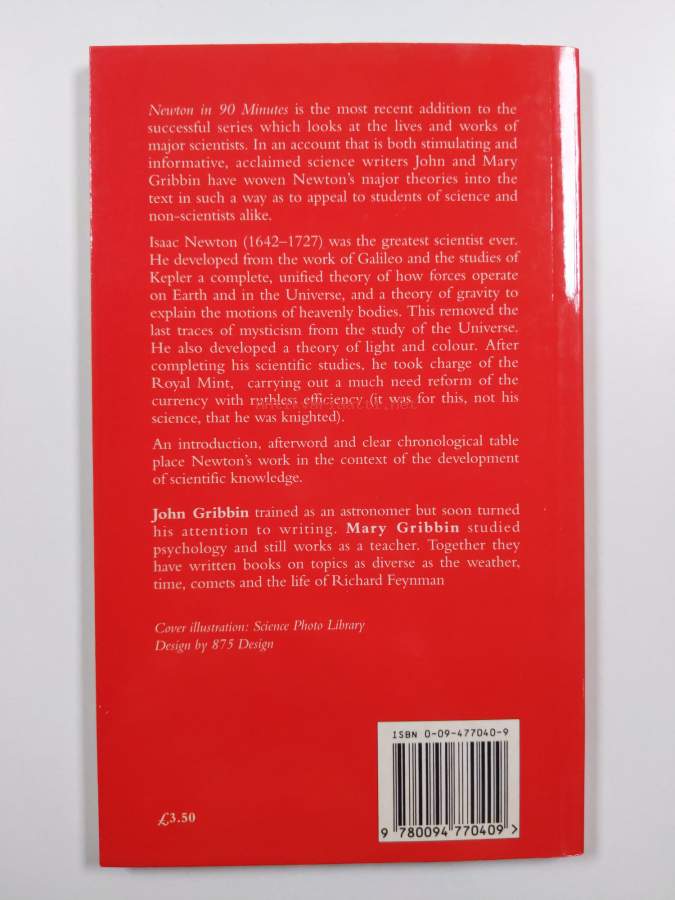 Newton in 90 Minutes is the most recent addition to the
successful series which looks at the lives and works of
major scientists. In an account that is both stimulating and
informative, acclaimed science writers John and Mary
Gribbin have woven Newton's major theories into the
text in such a way as to appeal to students of science and
non-scientists alike.
Isaac Newton (1642–1727) was the greatest scientist ever.
He developed from the work of Galileo and the studies of
Kepler a complete, unified theory of how forces operate
on Earth and in the Universe, and a theory of gravity to
explain the motions of heavenly bodies. This removed the
last traces of mysticism from the study of the Universe.
He also developed a theory of light and colour. After
completing his scientific studies, he took charge of the
Royal Mint, carrying out a much need reform of the
currency with ruthless efficiency (it was for this, not his
science, that he was knighted).
An introduction, afterword and clear chronological table
place Newton's work in the context of the development
of scientific knowledge.
John Gribbin trained as an astronomer but soon turned
his attention to writing. Mary Gribbin studied
psychology and still works as a teacher. Together they
have written books on topics as diverse as the weather,
time, comets and the life of Richard Feynman
Cover illustration: Science Photo Library
Design by 875 Design
ISBN 0-09-477040-9
9 780094 770409 >
£3.50